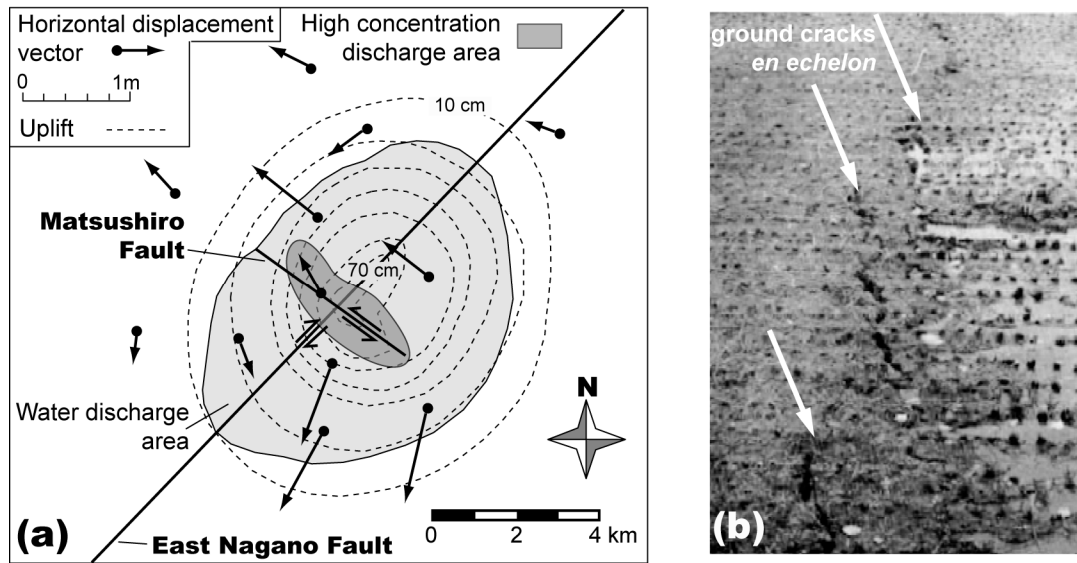 Horizontal displacement
vector
0 1m
Uplift
High concentration
discharge area
10 cm
Matsushiro
Fault
70 cm
Water discharge
area
N
0 2 4 km
East Nagano Fault
(a)
ground cracks
en echelon
(b)